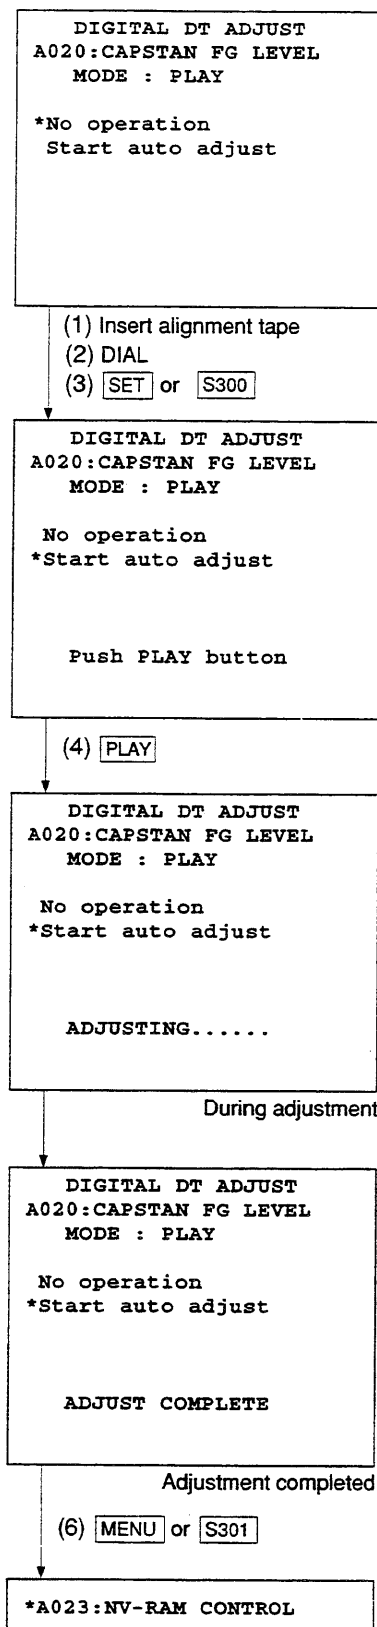 DIGITAL DT ADJUST
A020:CAPSTAN FG LEVEL
MODE : PLAY
*No operation
Start auto adjust
(1) Insert alignment tape
(2) DIAL
(3) SET or S300
DIGITAL DT ADJUST
A020:CAPSTAN FG LEVEL
MODE : PLAY
No operation
*Start auto adjust
Push PLAY button
(4) PLAY
DIGITAL DT ADJUST
A020:CAPSTAN FG LEVEL
MODE : PLAY
No operation
*Start auto adjust
ADJUSTING......
During adjustment
DIGITAL DT ADJUST
A020:CAPSTAN FG LEVEL
MODE : PLAY
No operation
*Start auto adjust
ADJUST COMPLETE
Adjustment completed
(6) MENU or S301
*A023:NV-RAM CONTROL